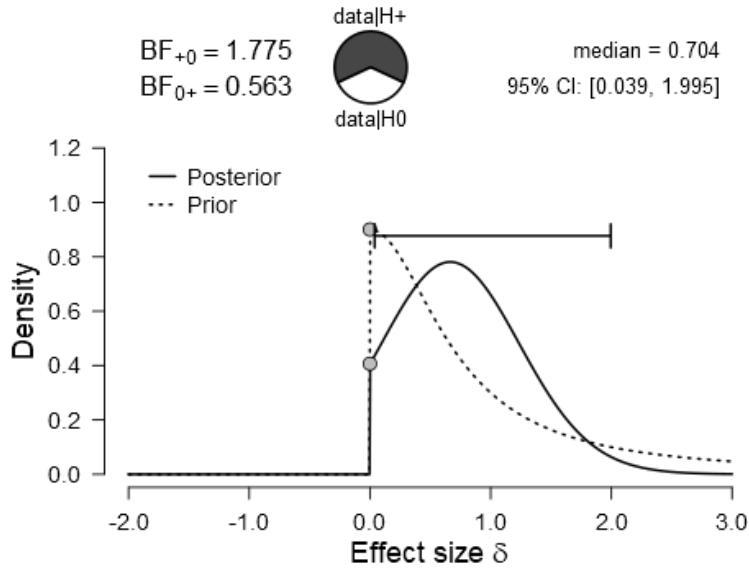 data|H+
BF+0 = 1.775
BF0+ = 0.563
data|H0
median = 0.704
95% CI: [0.039, 1.995]
Posterior
Prior
Density
1.2
1.0
0.8
0.6
0.4
0.2
0.0
-2.0 -1.0 0.0 1.0 2.0 3.0
Effect size δ